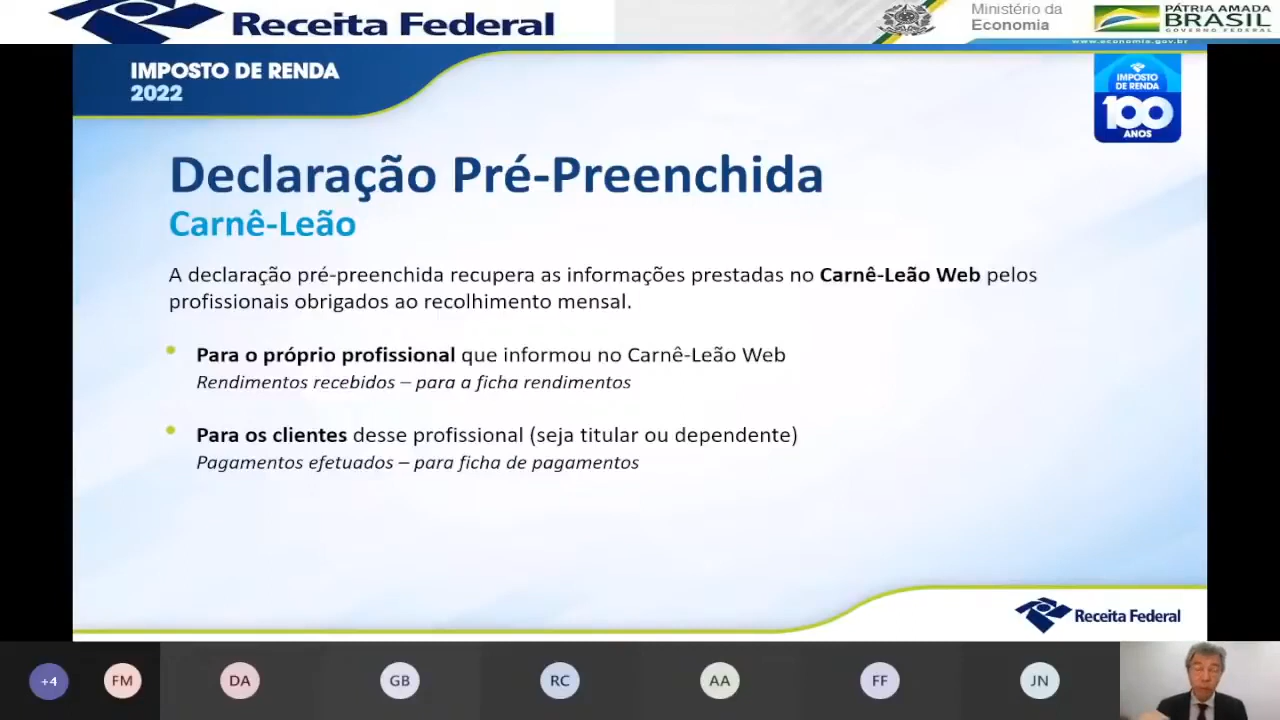 Receita Federal
Ministério da
Economia
PÁTRIA AMADA
BRASIL
GOVERNO FEDERAL
www.economia.gov.br
IMPOSTO DE RENDA
2022
IMPOSTO
DE RENDA
100
ANOS
Declaração Pré-Preenchida
Carnê-Leão
A declaração pré-preenchida recupera as informações prestadas no Carnê-Leão Web pelos
profissionais obrigados ao recolhimento mensal.
Para o próprio profissional que informou no Carnê-Leão Web
Rendimentos recebidos – para a ficha rendimentos
Para os clientes desse profissional (seja titular ou dependente)
Pagamentos efetuados – para ficha de pagamentos
Receita Federal
+4
FM
DA
GB
RC
AA
FF
JN